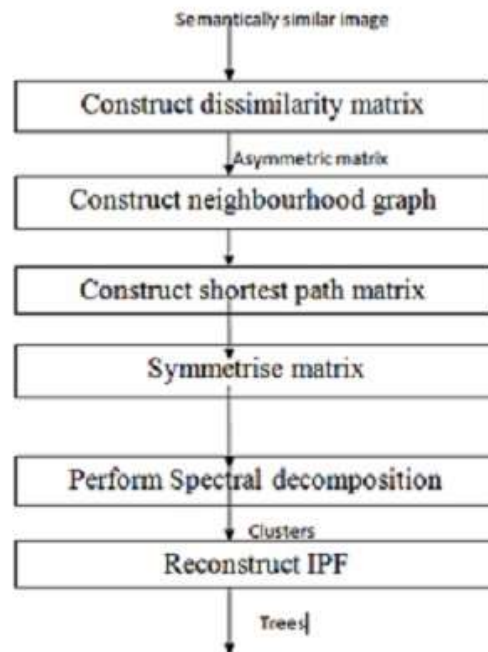 Semantically similar image
Construct dissimilarity matrix
Asymmetric matrix
Construct neighbourhood graph
Construct shortest path matrix
Symmetrise matrix
Perform Spectral decomposition
Clusters
Reconstruct IPF
Trees